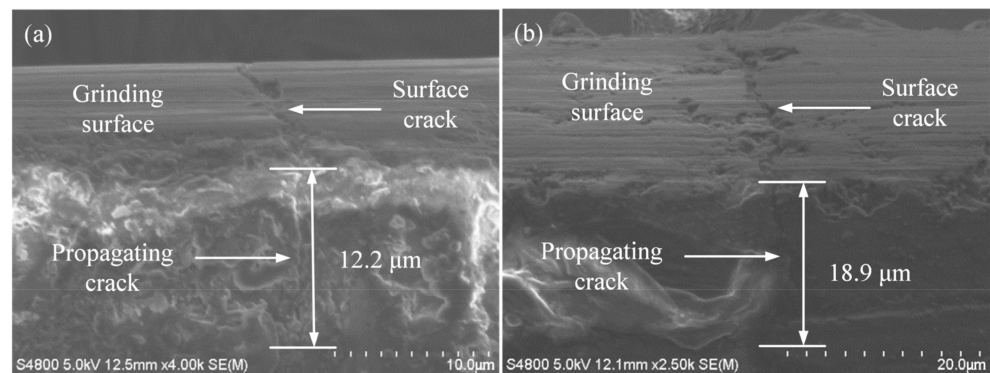 (a)
Grinding
surface
Surface
crack
Propagating
crack
12.2 μm
S4800 5.0kV 12.5mm x4.00k SE(M)
10.0μm
(b)
Grinding
surface
Surface
crack
Propagating
crack
18.9 μm
S4800 5.0kV 12.1mm x2.50k SE(M)
20.0μm